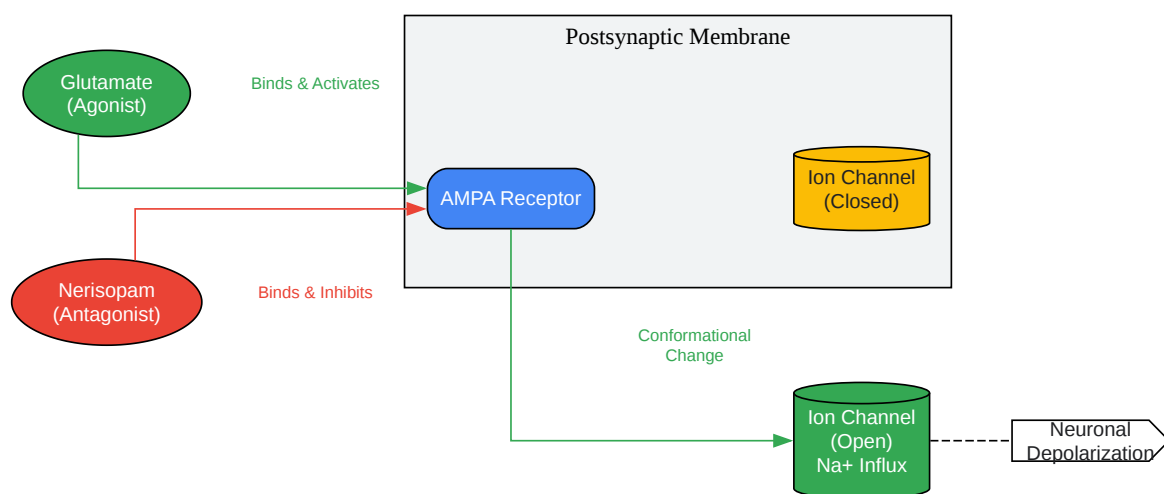 Postsynaptic Membrane
Glutamate
(Agonist)
Binds & Activates
AMPA Receptor
Ion Channel
(Closed)
Nerisopam
(Antagonist)
Binds & Inhibits
Conformational
Change
Ion Channel
(Open)
Na+ Influx
Neuronal
Depolarization